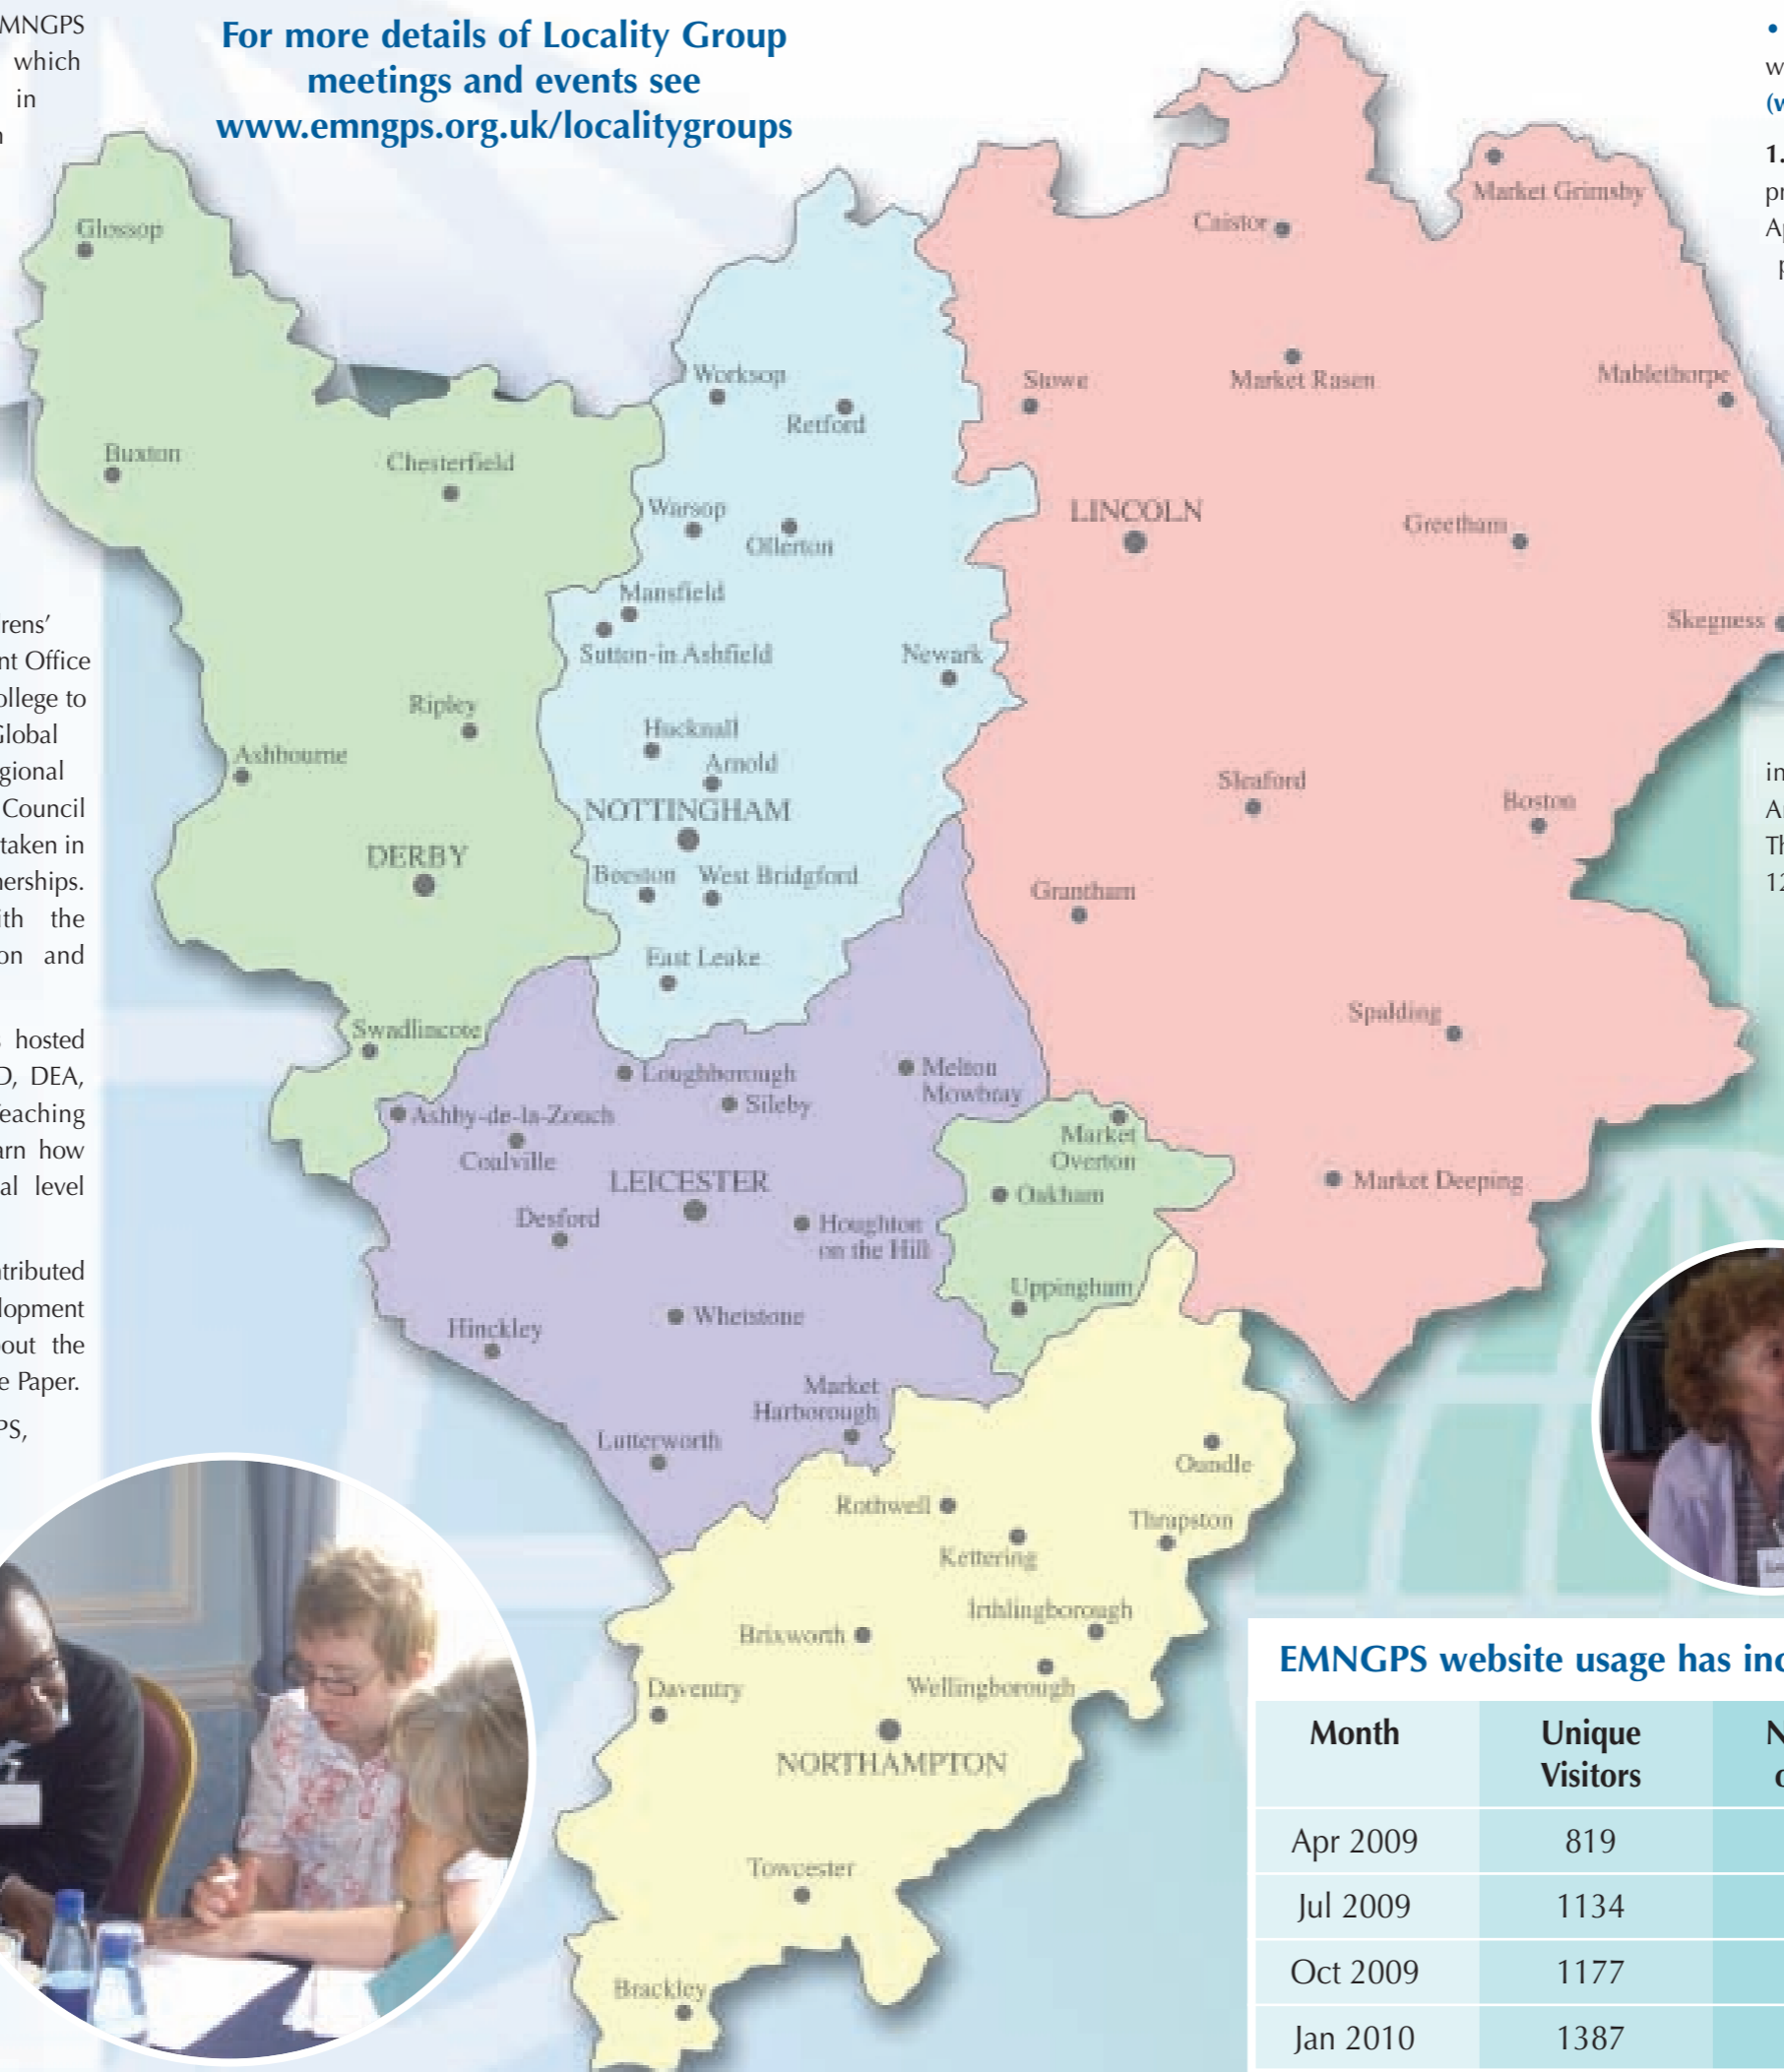 MNGPS
which
in
For more details of Locality Group
meetings and events see
www.emngps.org.uk/localitygroups
•
w
(w
1.
pr
Ap
p
Glossop
Buxton
Chesterfield
Ripley
Ashbourne
DERBY
Swadlincote
Worksop
Retford
Warsop
Ollerton
Mansfield
Sutton-in Ashfield
Newark
Hucknall
Arnold
NOTTINGHAM
Beeston
West Bridgford
East Leake
Market Grimsby
Caistor
Stowe
Market Rasen
Mablethorpe
LINCOLN
Greetham
Skegness
Sleaford
Boston
Grantham
Spalding
Market Deeping
Loughborough
Sileby
Melton
Mowbray
Ashby-de-la-Zouch
Coalville
LEICESTER
Desford
Houghton
on the Hill
Whetstone
Hinckley
Market
Harborough
Lutterworth
Market
Overton
Oakham
Uppingham
Oundle
Rothwell
Thrapston
Kettering
Irthlingborough
Brixworth
Daventry
Wellingborough
NORTHAMPTON
Towcester
Brackley
rens’
nt Office
ollege to
Global
gional
Council
taken in
nerships.
ith the
on and
hosted
D, DEA,
eaching
arn how
al level
ntributed
lopment
out the
e Paper.
PS,
in
A
Th
12
EMNGPS website usage has inc
Month Unique Visitors
Apr 2009 819
Jul 2009 1134
Oct 2009 1177
Jan 2010 1387